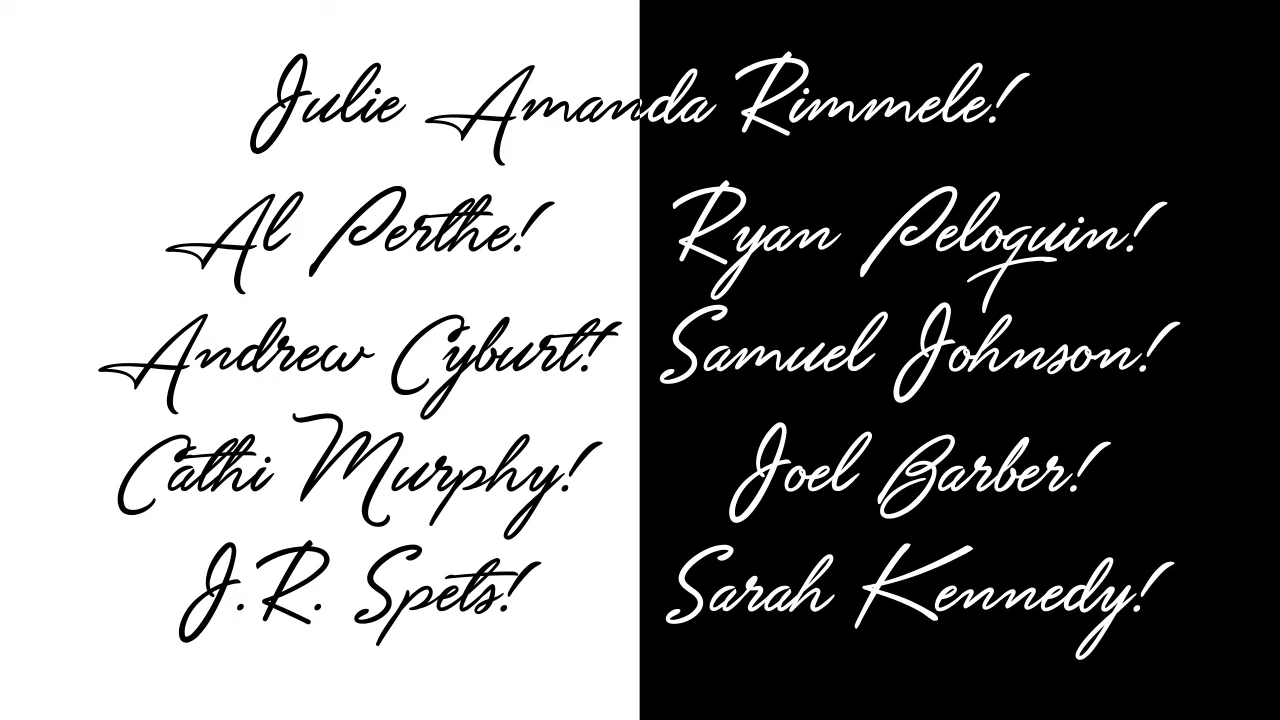 Julie Amanda Rimmele!
Al Perthe!
Ryan Peloquin!
Andrew Cyburt!
Samuel Johnson!
Cathi Murphy!
Joel Barber!
J.R. Spets!
Sarah Kennedy!